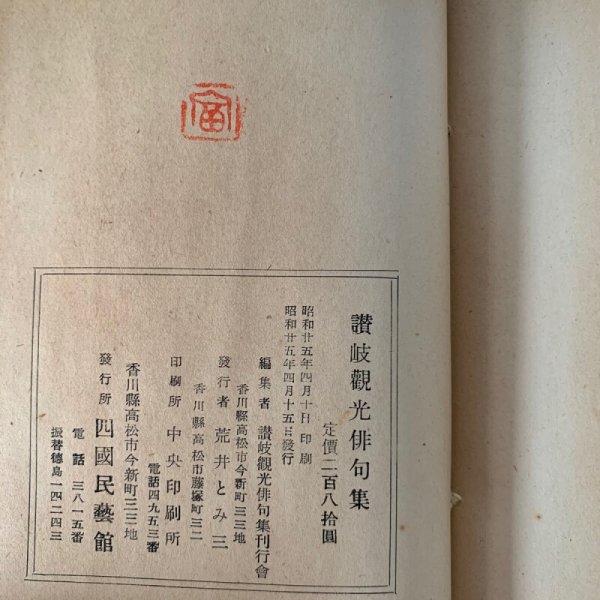 讃岐觀光俳句集
定價二百八拾圓
昭和廿五年四月十日印刷
昭和廿五年四月十五日發行
編集者 讃岐觀光俳句集刊行會
香川縣高松市今新町三三地
發行者 荒井とみ三
香川縣高松市藤塚町三二
印刷所 中央印刷所
電話四九五三番
香川縣高松市今新町三三地
發行所 四國民藝館
電話 三八一五番
振替德島一四二四三